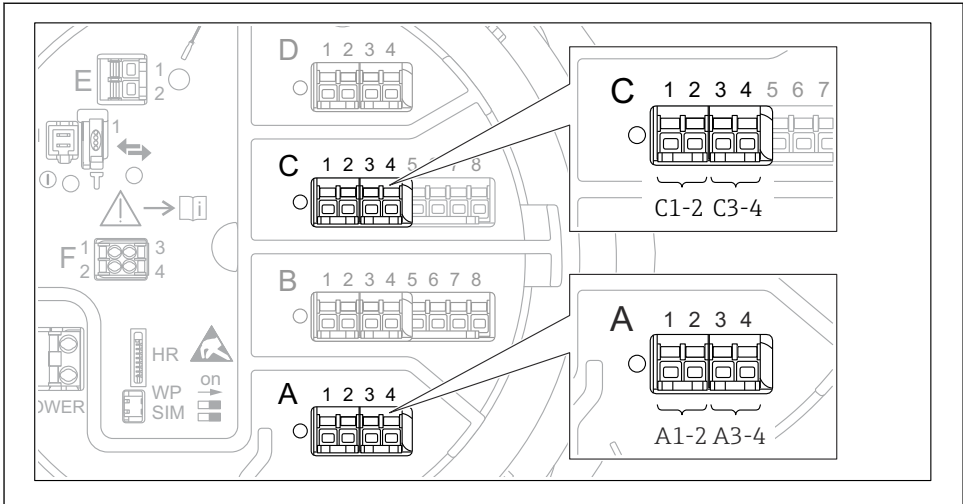 D 1 2 3 4
E 1
2
C 1 2 3 4 5 6 7
C1-2 C3-4
1
C 1 2 3 4 5 6 7 8
i
F 1 2 3 4
B 1 2 3 4 5 6 7 8
A 1 2 3 4
A1-2 A3-4
HR
on
WP
SIM
OWER
A 1 2 3 4